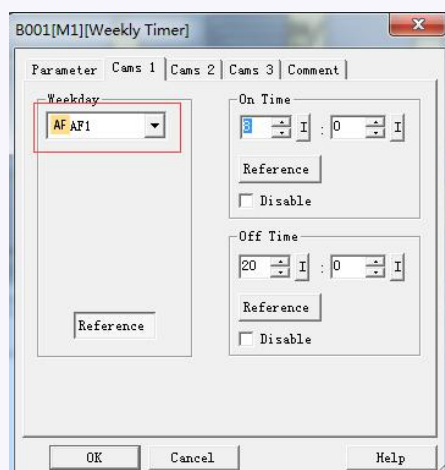 B001[M1][Weekly Timer]
Parameter Cams 1 Cams 2 Cams 3 Comment
Weekday
AF AF1
Reference
On Time
8 I : 0 I
Reference
Disable
Off Time
20 I : 0 I
Reference
Disable
OK Cancel Help